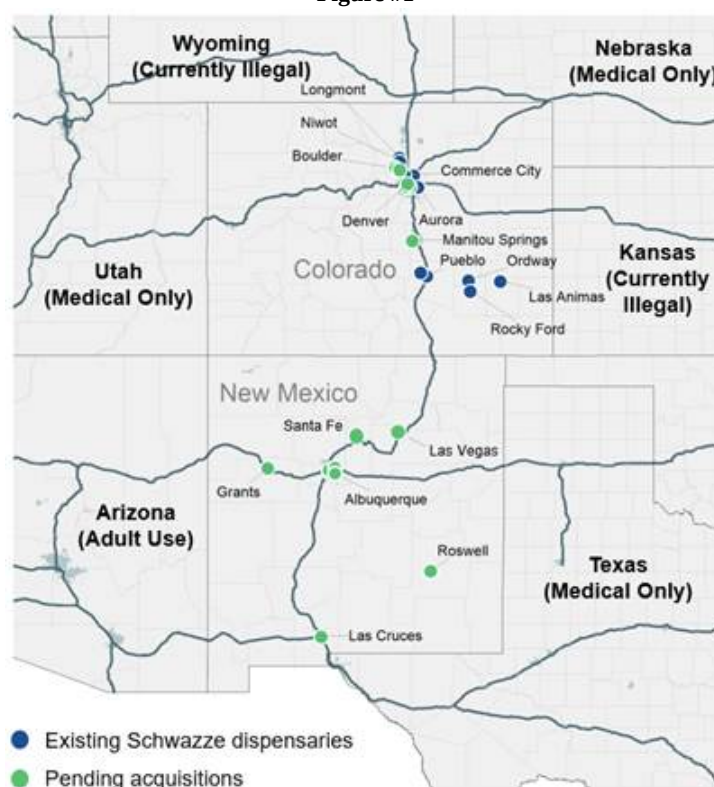 Wyoming
(Currently Illegal)
Nebraska
(Medical Only)
Longmont
Niwot
Boulder
Commerce City
Denver
Aurora
Manitou Springs
Pueblo
Ordway
Colorado
Kansas
(Currently
Illegal)
Utah
(Medical Only)
Las Animas
Rocky Ford
New Mexico
Santa Fe
Las Vegas
Grants
Albuquerque
Arizona
(Adult Use)
Roswell
Texas
(Medical Only)
Las Cruces
Existing Schwazze dispensaries
Pending acquisitions